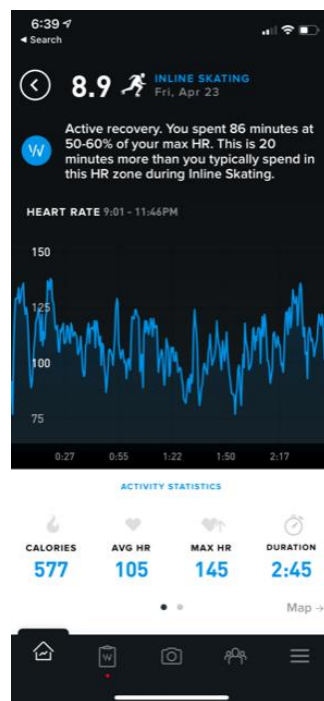 6:39
◀ Search
8.9 INLINE SKATING
Fri, Apr 23
W
Active recovery. You spent 86 minutes at
50-60% of your max HR. This is 20
minutes more than you typically spend in
this HR zone during Inline Skating.
HEART RATE 9:01 - 11:46PM
150
125
100
75
0:27 0:55 1:22 1:50 2:17
ACTIVITY STATISTICS
CALORIES AVG HR MAX HR DURATION
577 105 145 2:45
Map →
W